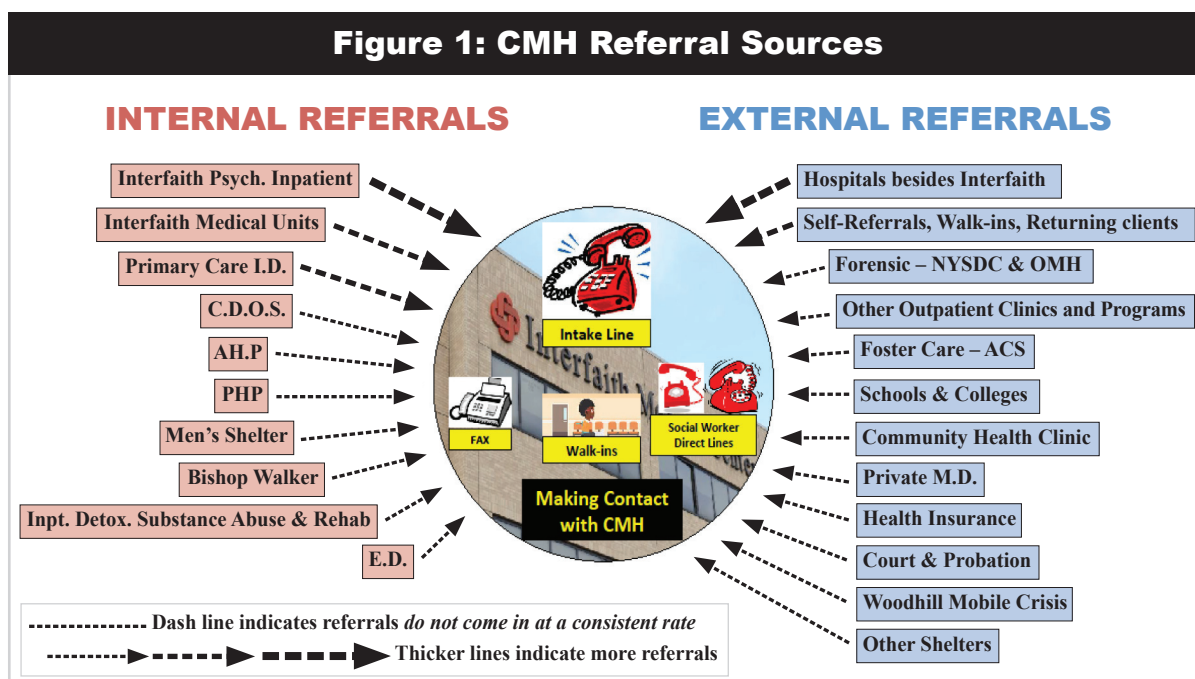 Figure 1: CMH Referral Sources
INTERNAL REFERRALS
Interfaith Psych. Inpatient
Interfaith Medical Units
Primary Care I.D.
C.D.O.S.
AH.P
PHP
Men's Shelter
Bishop Walker
Inpt. Detox. Substance Abuse & Rehab
E.D.
Intake Line
Interfaith
FAX
Walk-ins
Social Worker
Direct Lines
Making Contact
with CMH
EXTERNAL REFERRALS
Hospitals besides Interfaith
Self-Referrals, Walk-ins, Returning clients
Forensic – NYSDC & OMH
Other Outpatient Clinics and Programs
Foster Care – ACS
Schools & Colleges
Community Health Clinic
Private M.D.
Health Insurance
Court & Probation
Woodhill Mobile Crisis
Other Shelters
Dash line indicates referrals do not come in at a consistent rate
Thicker lines indicate more referrals